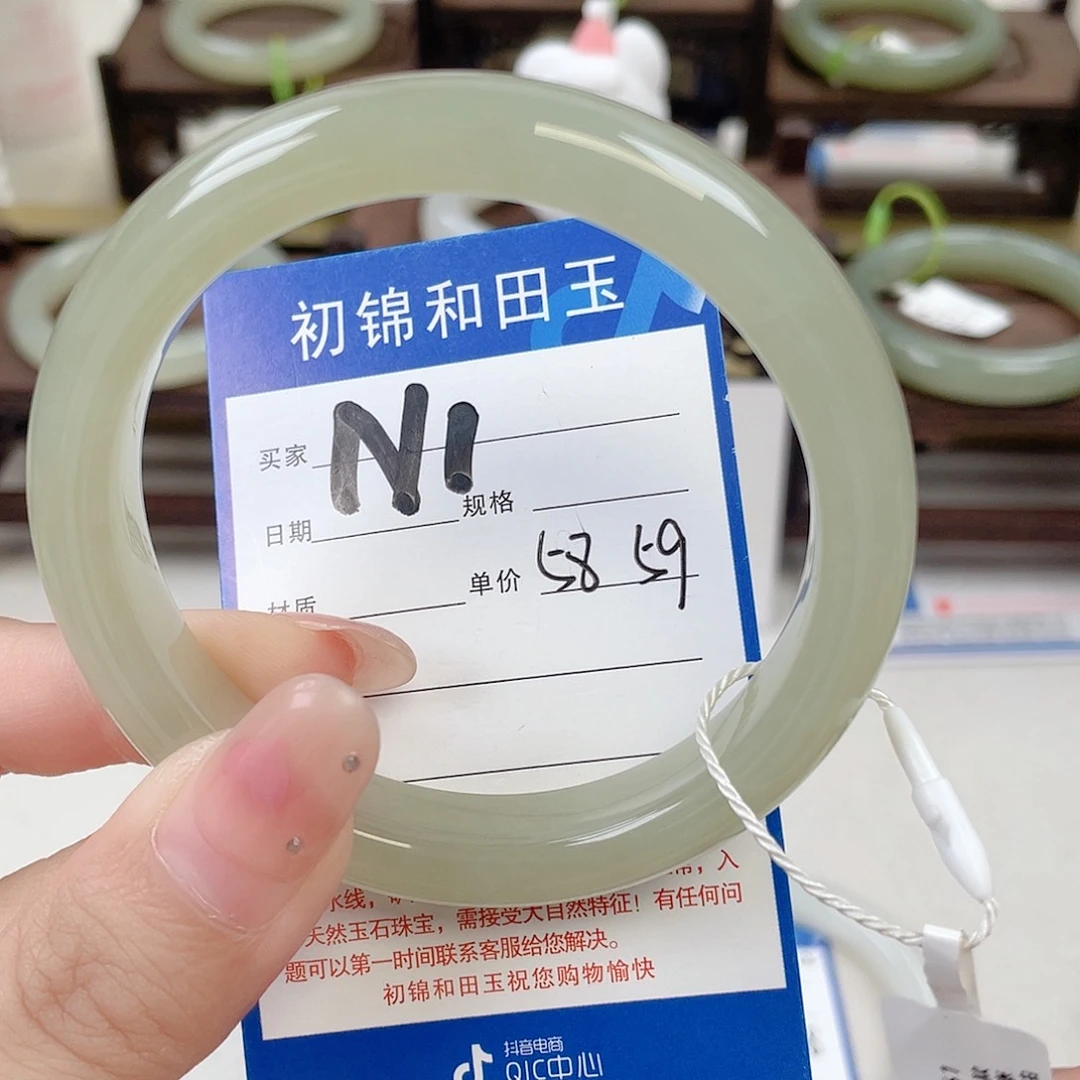 初锦和田玉
买家 N1
日期 规格
材质 单价 58 59
入
水线，
天然玉石珠宝，需接受大自然特征！有任何问
题可以第一时间联系客服给您解决。
初锦和田玉祝您购物愉快
抖音电商
QIC中心